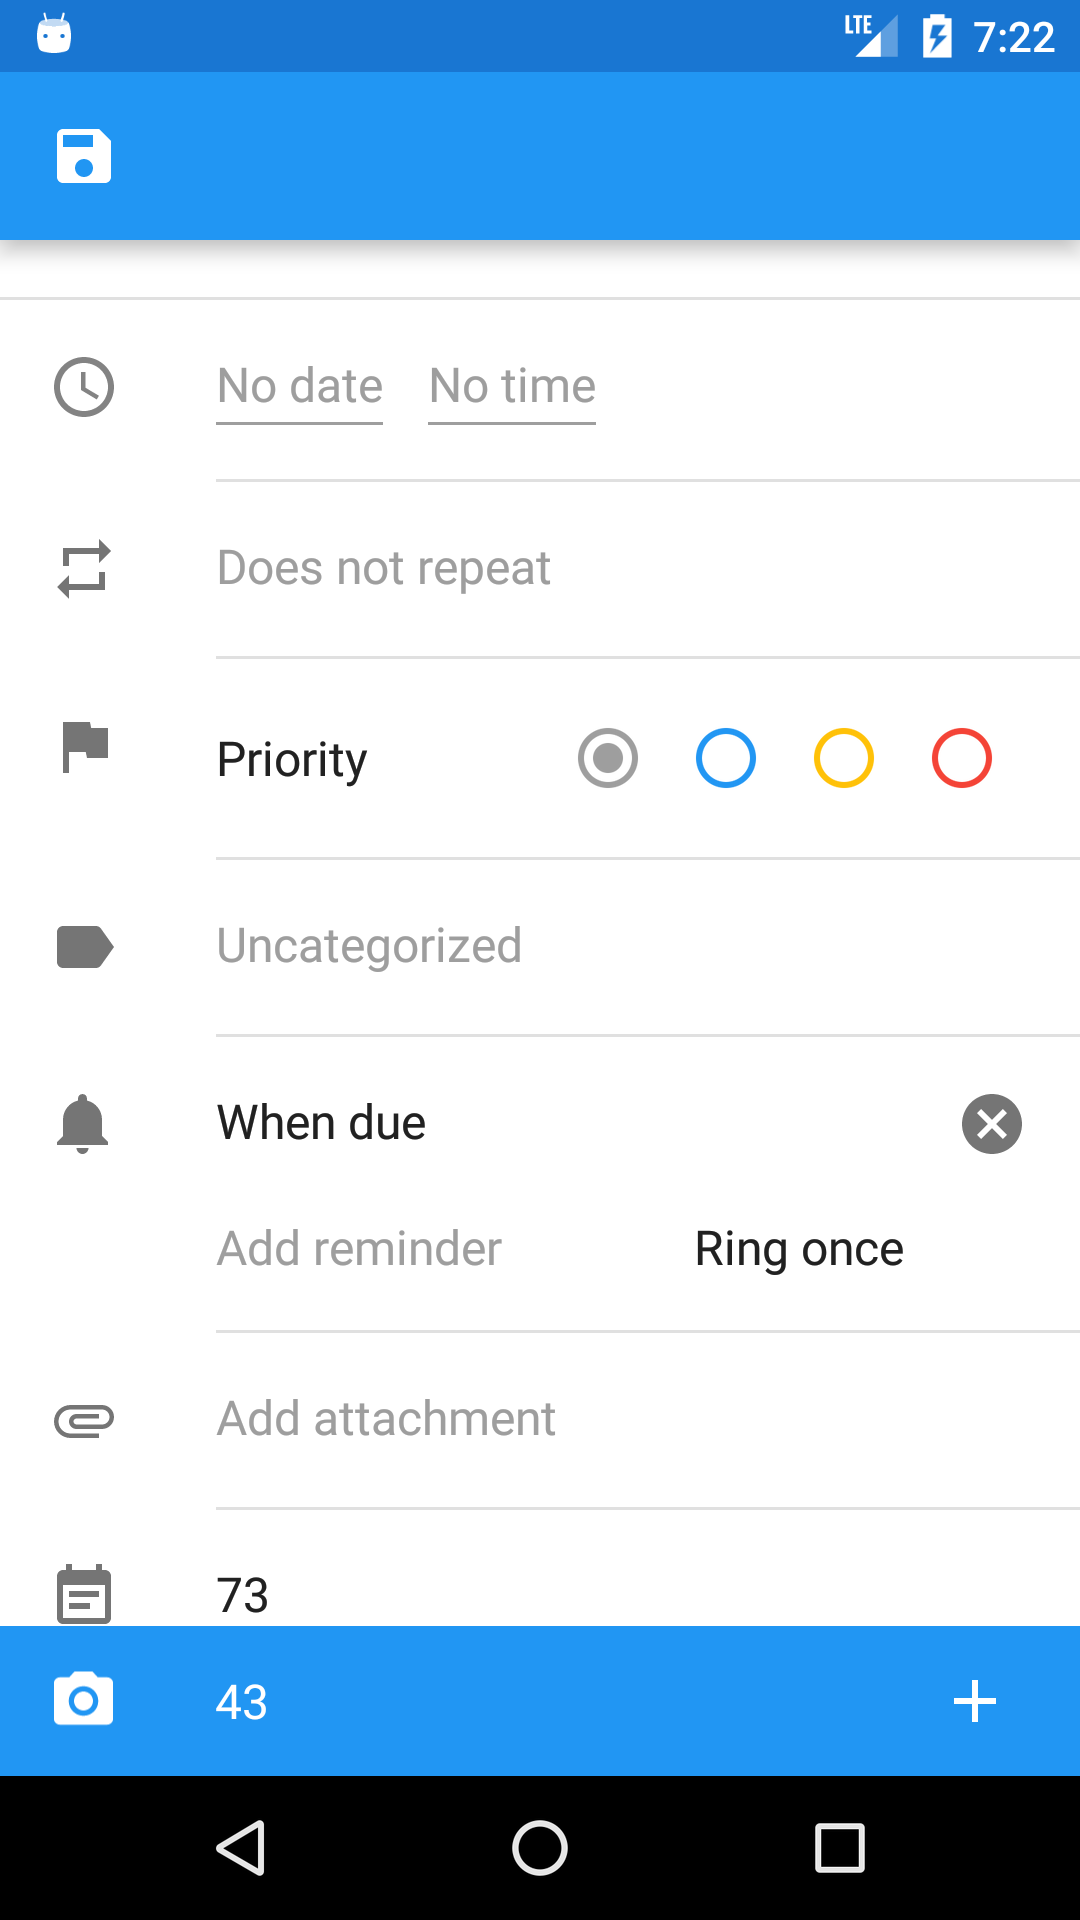 LTE 7:22
No date No time
Does not repeat
Priority
Uncategorized
When due
Add reminder Ring once
Add attachment
73
43